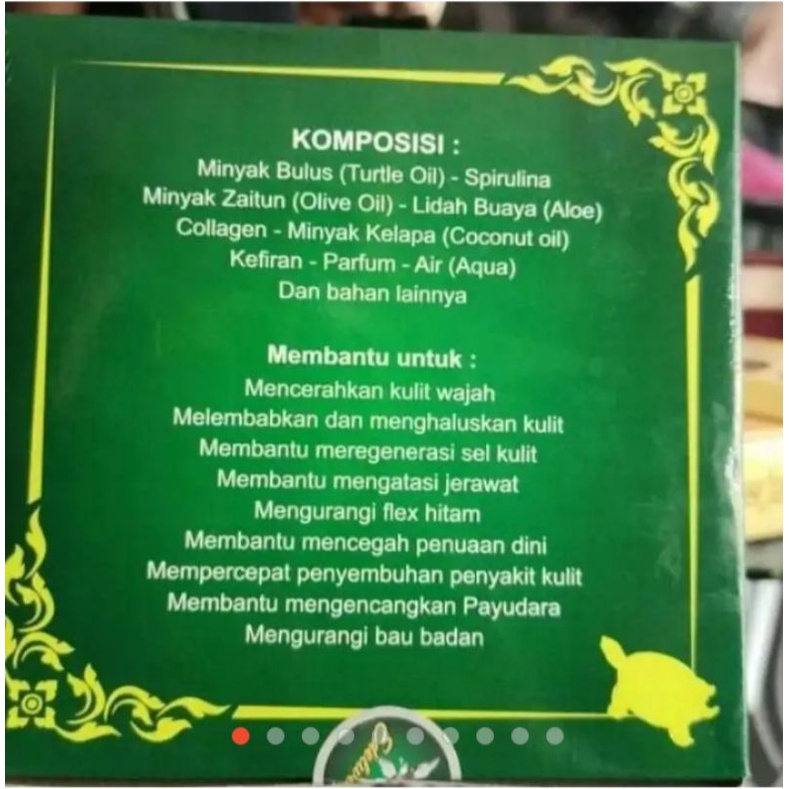 KOMPOSISI :
Minyak Bulus (Turtle Oil) - Spirulina
Minyak Zaitun (Olive Oil) - Lidah Buaya (Aloe)
Collagen - Minyak Kelapa (Coconut oil)
Kefiran - Parfum - Air (Aqua)
Dan bahan lainnya
Membantu untuk :
Mencerahkan kulit wajah
Melembabkan dan menghaluskan kulit
Membantu meregenerasi sel kulit
Membantu mengatasi jerawat
Mengurangi flex hitam
Membantu mencegah penuaan dini
Mempercepat penyembuhan penyakit kulit
Membantu mengencangkan Payudara
Mengurangi bau badan